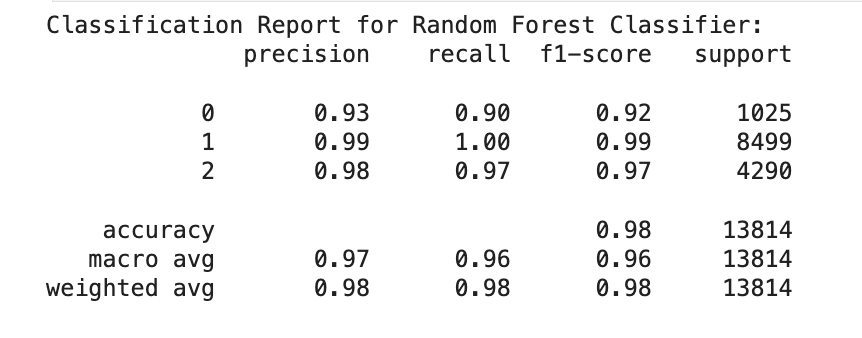 Classification Report for Random Forest Classifier:
precision recall f1-score support
0 0.93 0.90 0.92 1025
1 0.99 1.00 0.99 8499
2 0.98 0.97 0.97 4290
accuracy 0.98 13814
macro avg 0.97 0.96 0.96 13814
weighted avg 0.98 0.98 0.98 13814